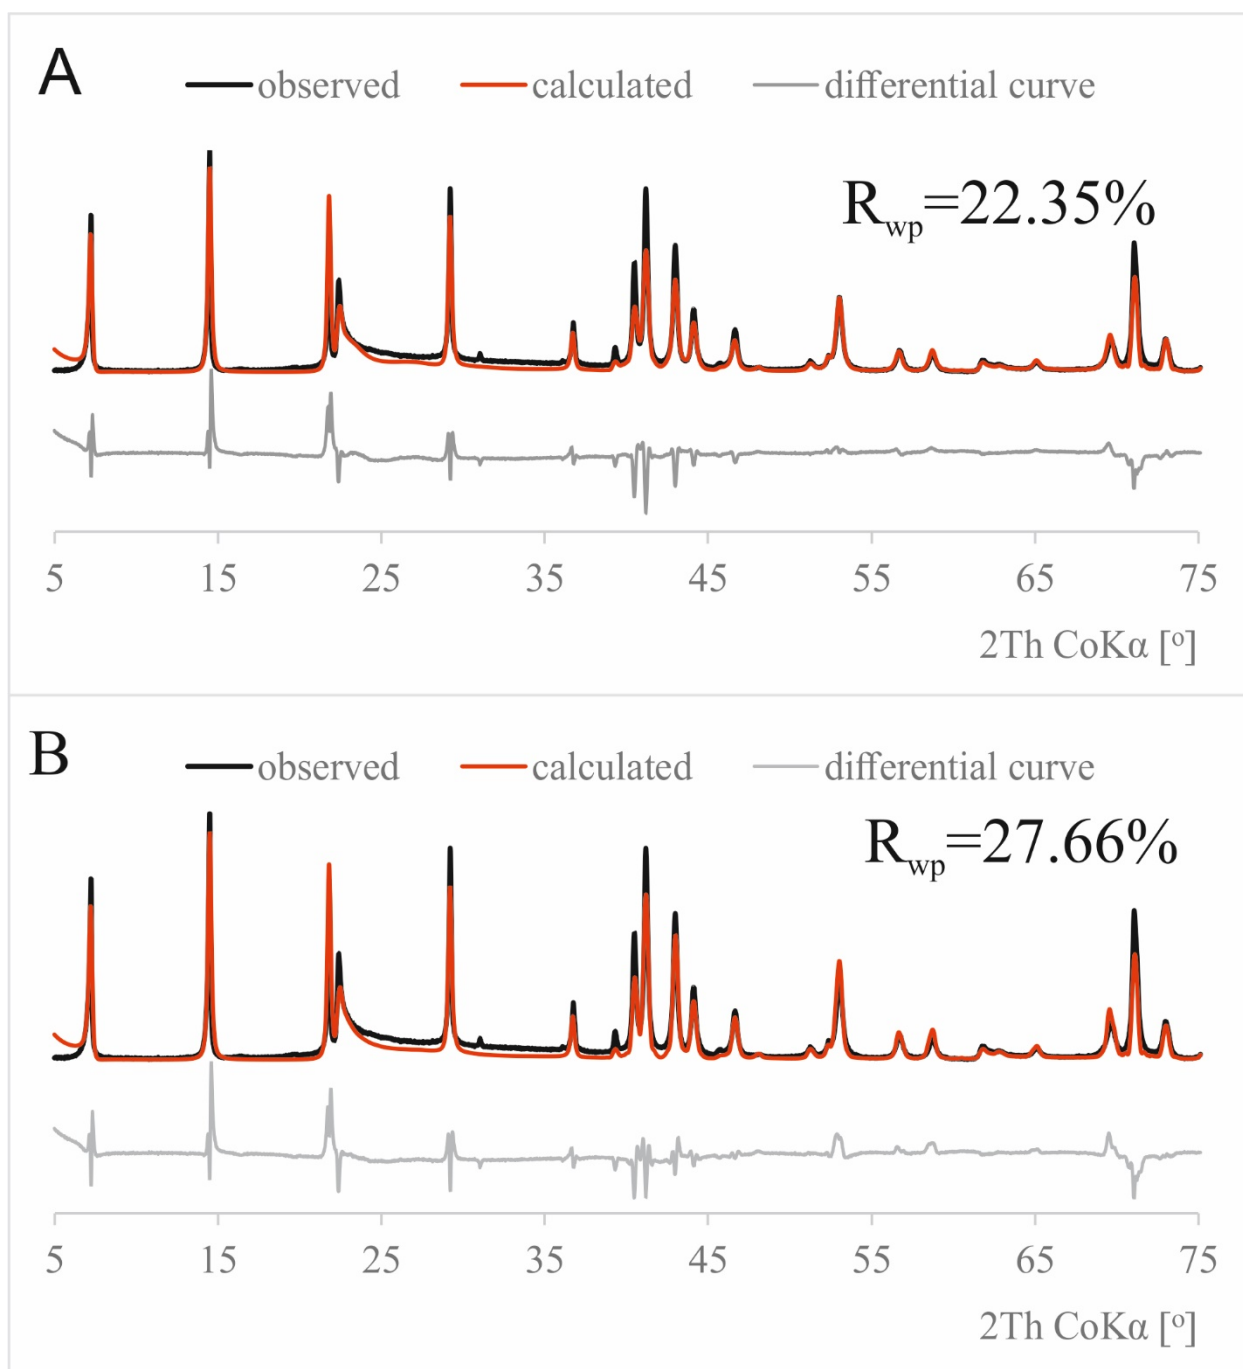 A
observed calculated differential curve
Rwp=22.35%
5 15 25 35 45 55 65 75
2Th CoKα [o]
B
observed calculated differential curve
Rwp=27.66%
5 15 25 35 45 55 65 75
2Th CoKα [o]